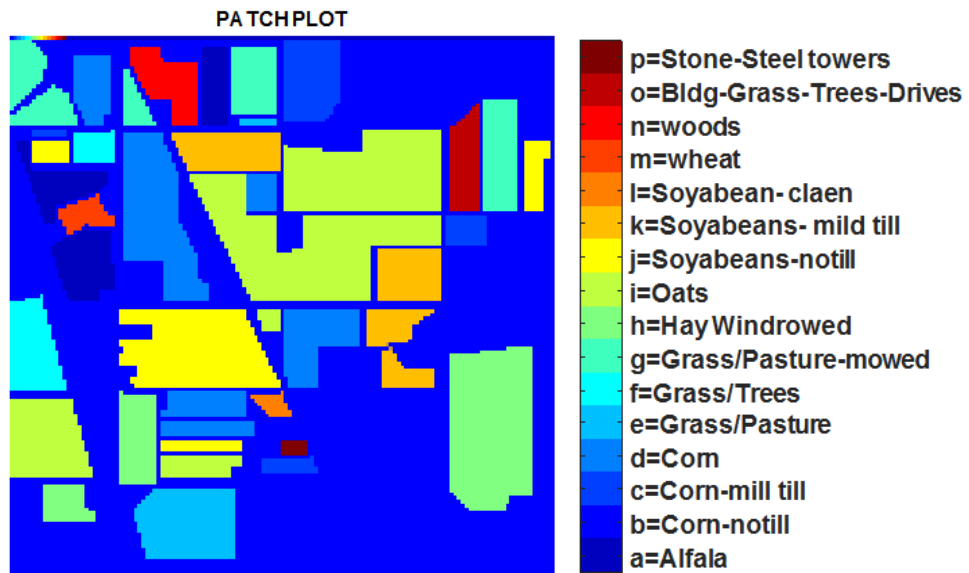 PATCHPLOT
p=Stone-Steel towers
o=Bldg-Grass-Trees-Drives
n=woods
m=wheat
l=Soyabean- claen
k=Soyabeans- mild till
j=Soyabeans-notill
i=Oats
h=Hay Windrowed
g=Grass/Pasture-mowed
f=Grass/Trees
e=Grass/Pasture
d=Corn
c=Corn-mill till
b=Corn-notill
a=Alfala